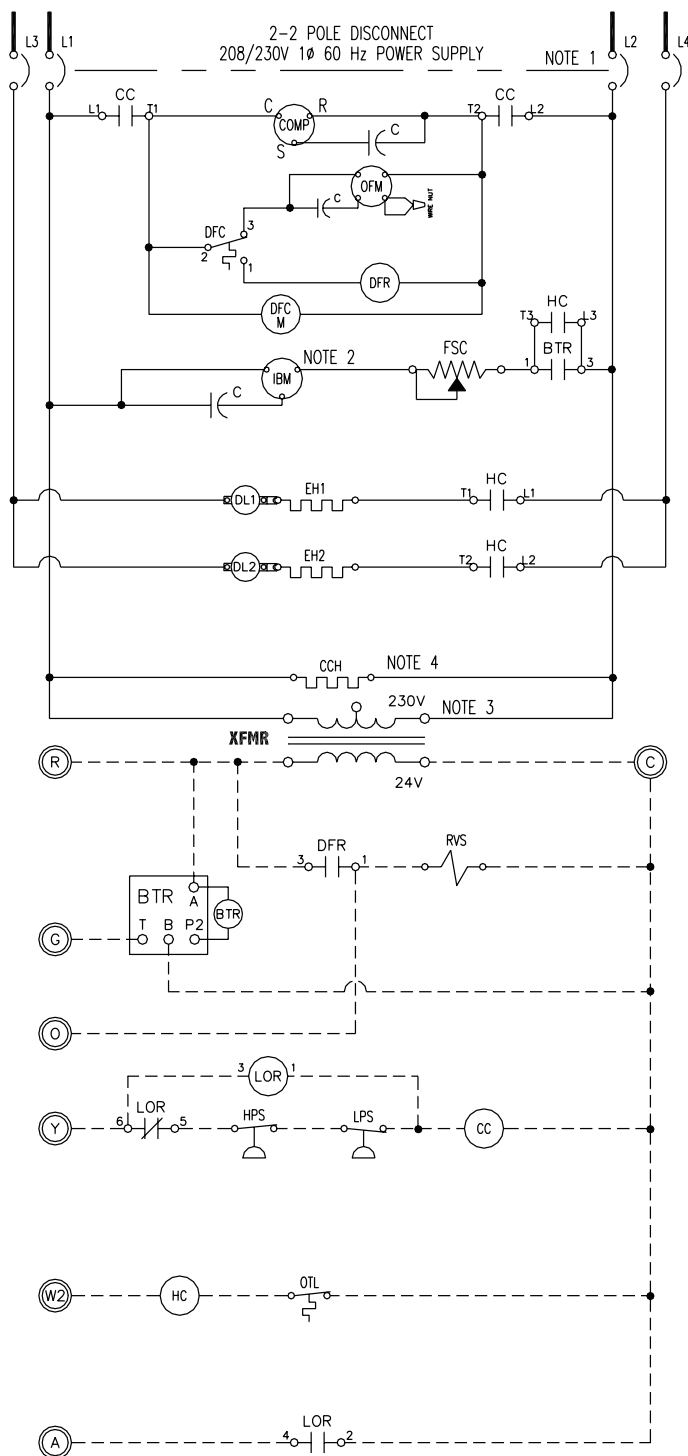 2-2 POLE DISCONNECT
L3 L1 208/230V 1ø 60 Hz POWER SUPPLY NOTE 1 L2 L4
L1 CC T1 C COMP R T2 CC L2
S C
OFM
C WIRE NUT
DFC 3
2
1 DFR
DFC
M
HC
T3 L3
NOTE 2 FSC BTR
IBM 1 3
C
DL1 EH1 T1 HC L1
DL2 EH2 T2 HC L2
CCH NOTE 4
230V NOTE 3
XFMR
R C
24V
3 DFR 1 RVS
BTR A BTR
G T B P2
O
3 LOR 1
Y 6 LOR 5 HPS LPS CC
W2 HC OTL
A 4 LOR 2